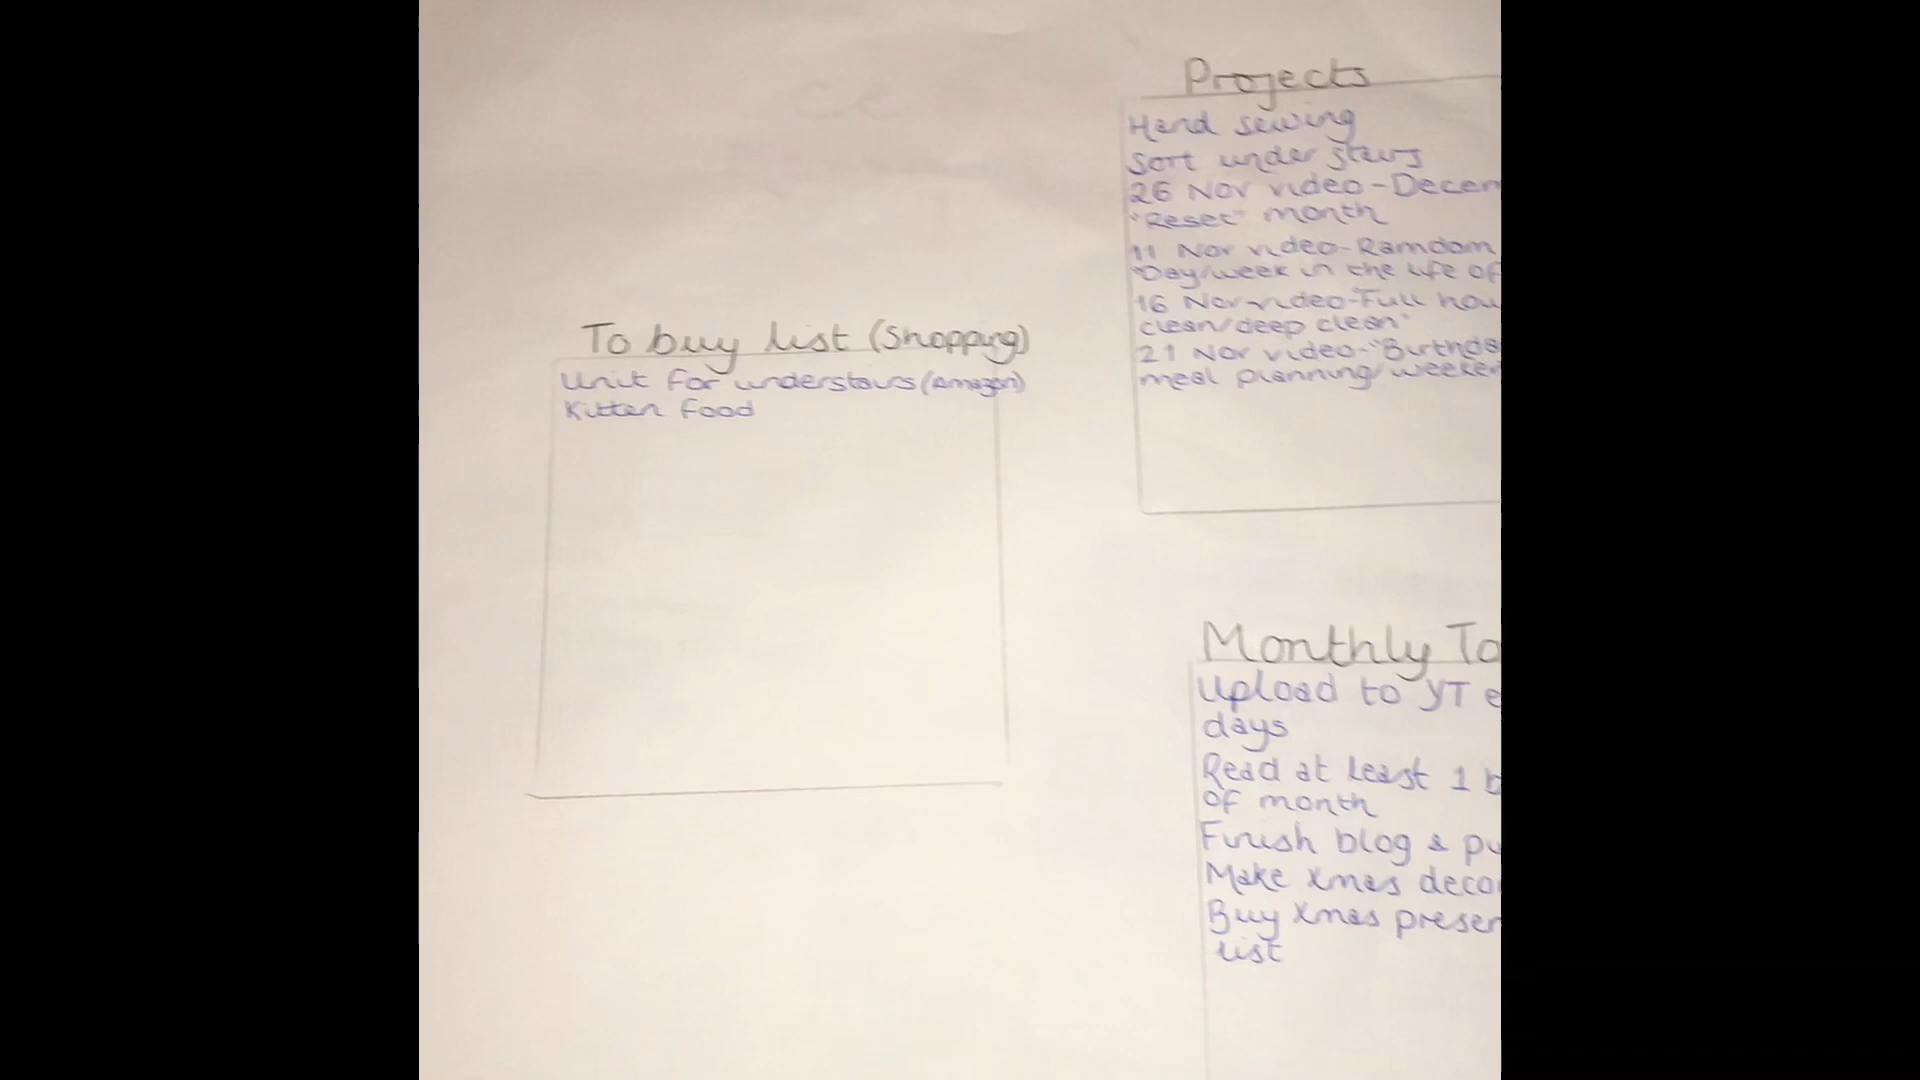 Projects
Hand sewing
Sort under stairs
26 Nov video-Decem
"Reset" month
11 Nov video-Ramdom
"Day/week in the life of
16 Nov-video-"Full hou
clean/deep clean"
21 Nov video-"Birthda
meal planning/weeken
To buy list (Shopping)
Unit for understairs (Amazon)
Kitten food
Monthly To
Upload to YT e
days
Read at least 1 b
of month
Finish blog & pu
Make Xmas decor
Buy Xmas presen
list